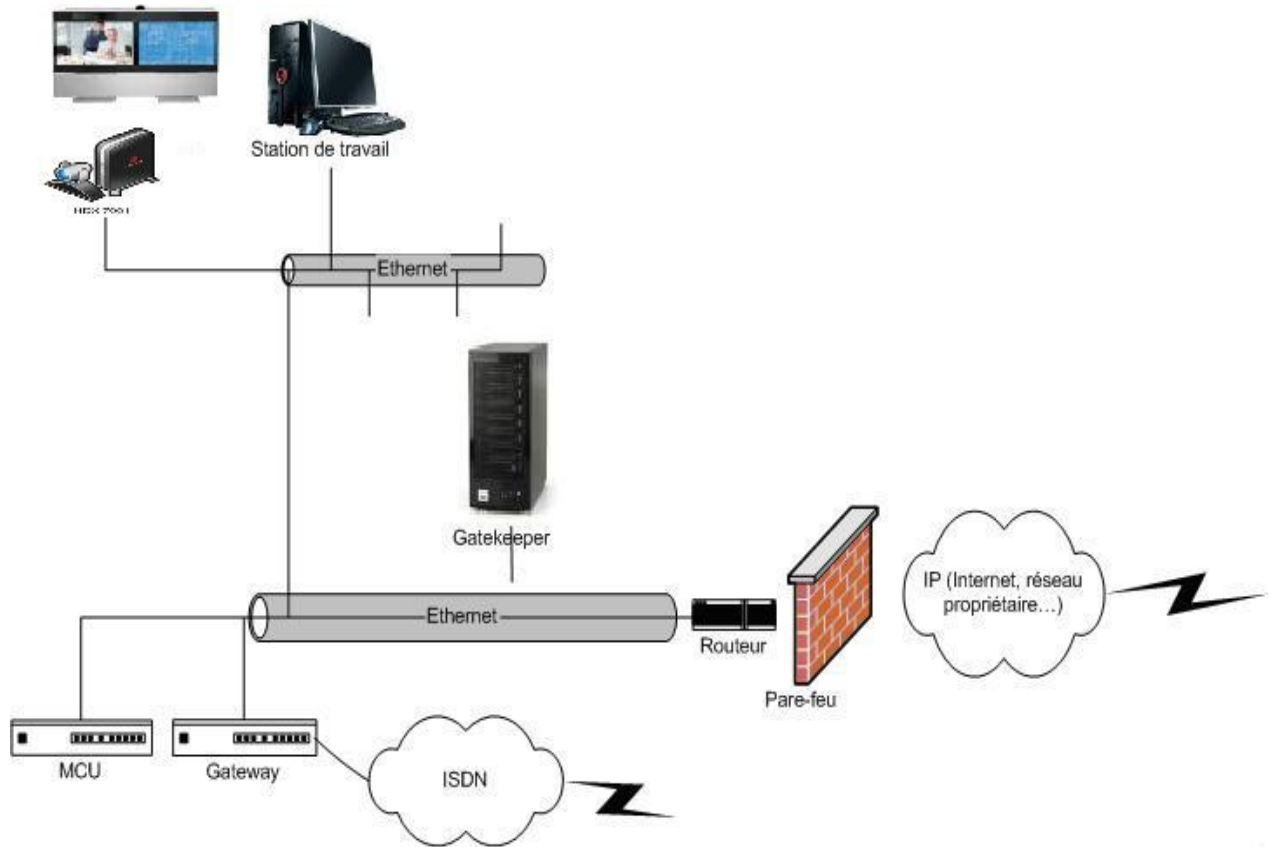 Station de travail
Ethernet
Gatekeeper
IP (Internet, réseau
propriétaire…)
Ethernet
Routeur
Pare-feu
MCU
Gateway
ISDN